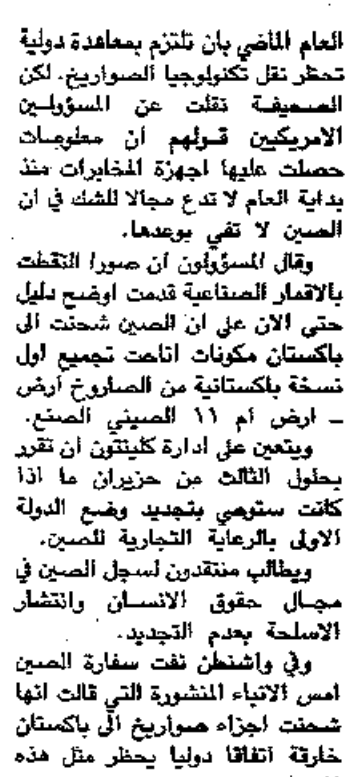 العام الماضي بأن تلتزم بمعاهدة دولية
تحظر نقل تكنولوجيا الصواريخ. لكن
الصحيفة نقلت عن المسؤولين
الامريكيين قولهم ان معلومات
حصلت عليها اجهزة المخابرات منذ
بداية العام لا تدع مجالا للشك في ان
الصين لا تفي بوعدها.
وقال المسؤولون ان صورا التقطت
بالاقمار الصناعية قدمت اوضح دليل
حتى الان على ان الصين شحنت الى
باكستان مكونات اتاحت تجميع اول
نسخة باكستانية من الصاروخ أرض
ـ ارض ام ١١ الصيني الصنع.
ويتعين على ادارة كلينتون ان تقرر
بحلول الثالث من حزيران ما اذا
كانت ستوصي بتجديد وضع الدولة
الاولى بالرعاية التجارية للصين.
ويطالب منتقدون لسجل الصين في
مجال حقوق الانسان وانتشار
الاسلحة بعدم التجديد.
وفي واشنطن نفت سفارة الصين
امس الانباء المنشورة التي قالت انها
شحنت اجزاء صواريخ الى باكستان
خارقة اتفاقا دوليا يحظر مثل هذه